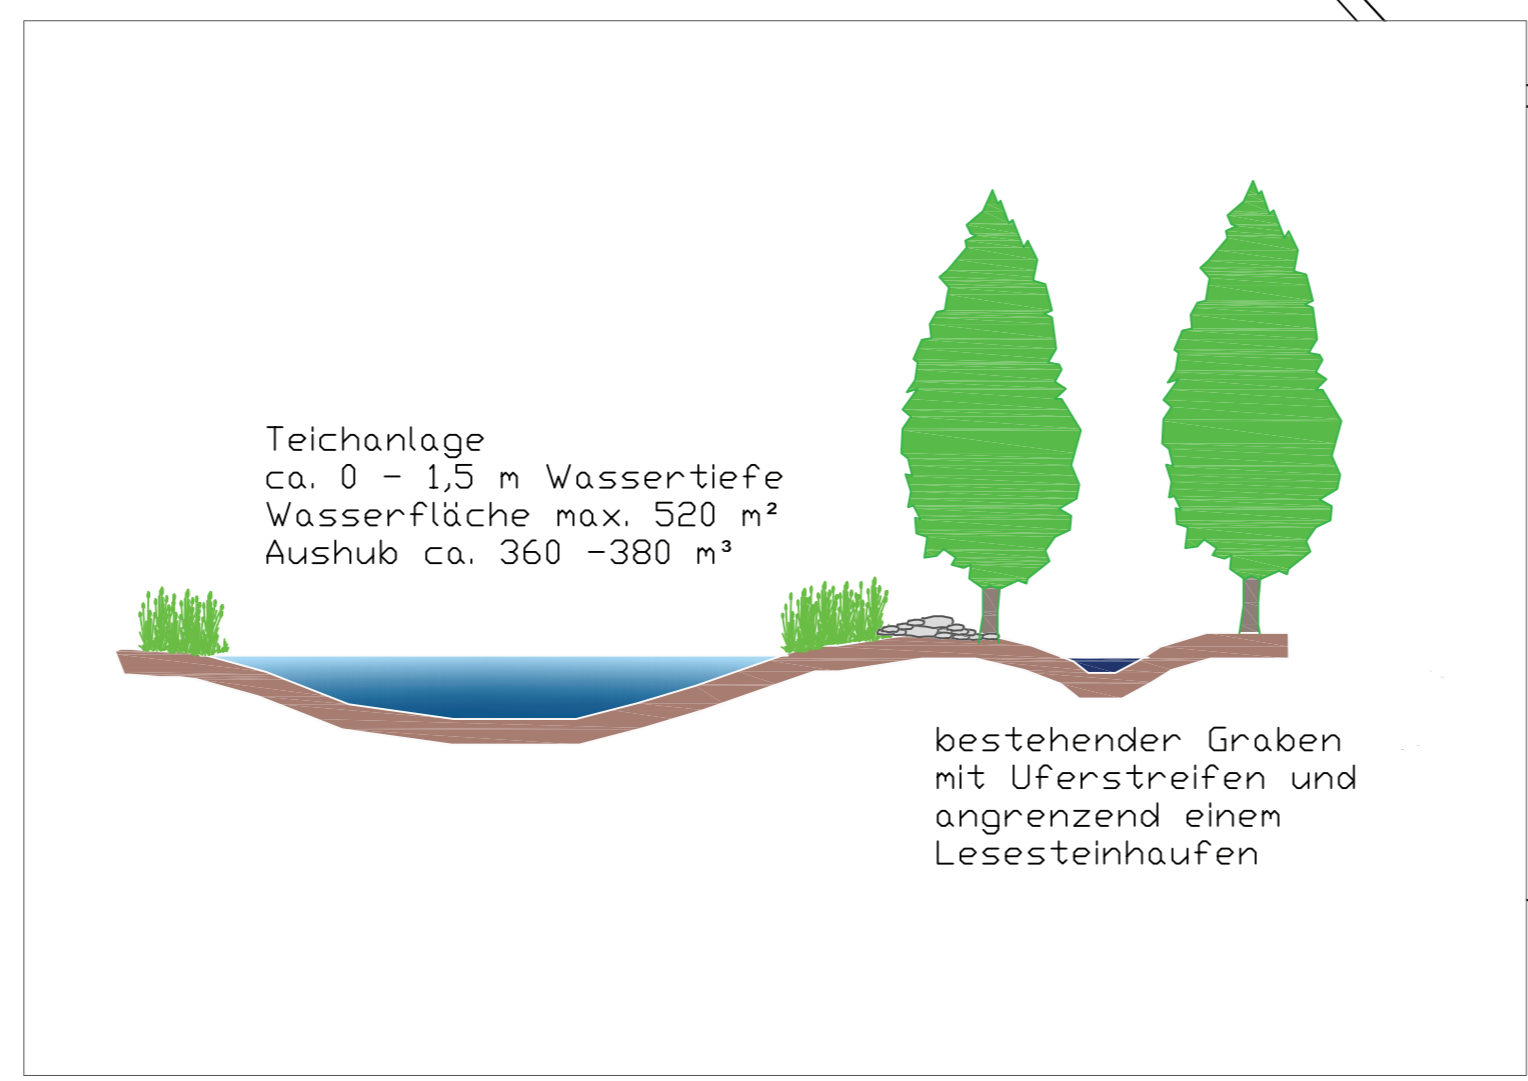 Teichanlage
ca. 0 - 1,5 m Wassertiefe
Wasserfläche max. 520 m²
Aushub ca. 360 -380 m³
bestehender Graben
mit Uferstreifen und
angrenzend einem
Lesesteinhaufen